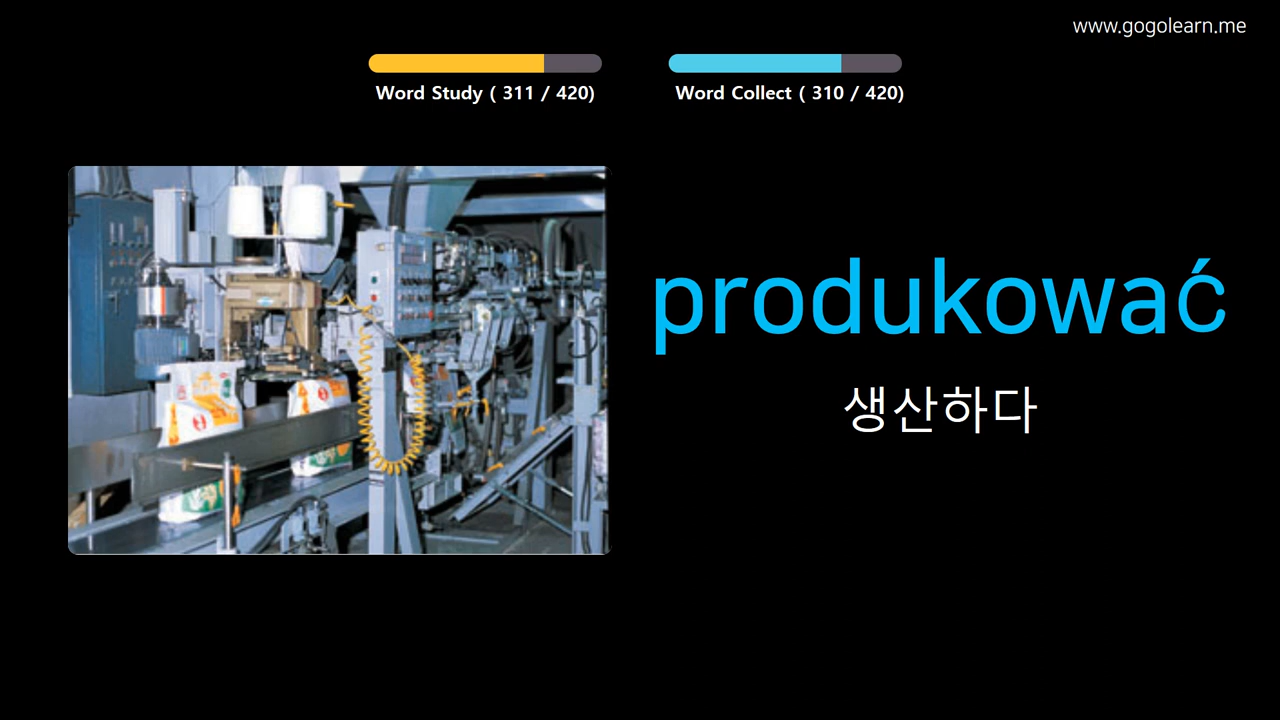 www.gogolearn.me
Word Study ( 311 / 420)
Word Collect ( 310 / 420)
produkować
생산하다